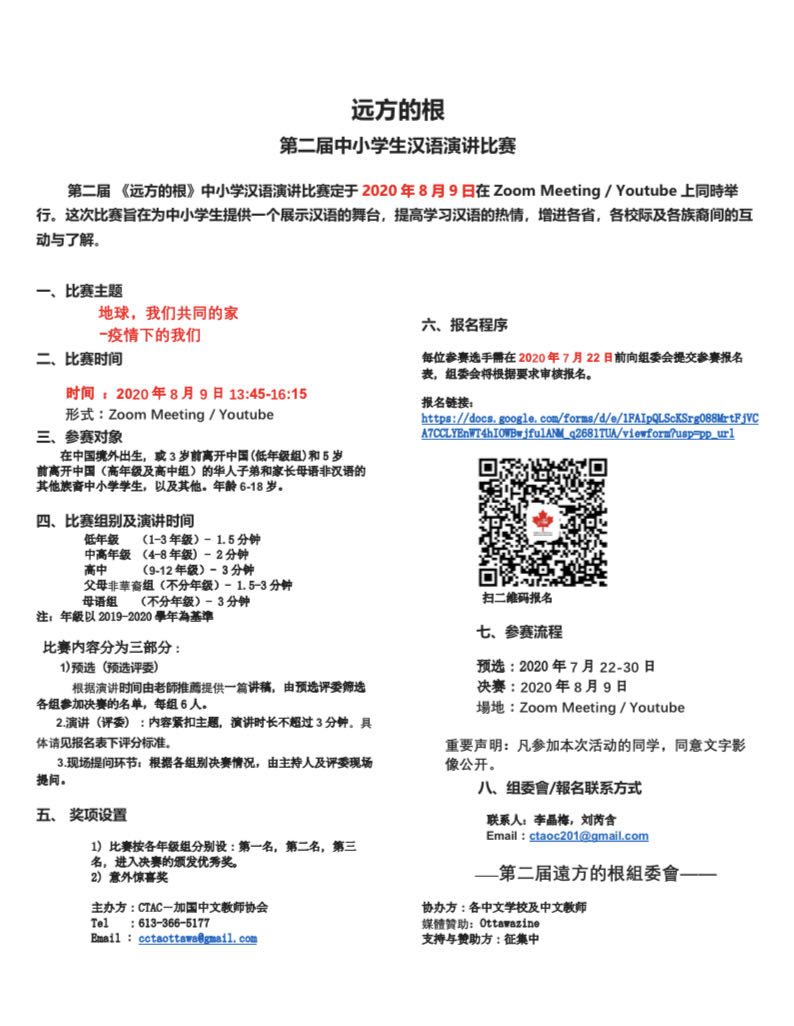 远方的根
第二届中小学生汉语演讲比赛
第二届 《远方的根》中小学汉语演讲比赛定于 2020 年 8 月 9 日在 Zoom Meeting / Youtube 上同時举
行。这次比赛旨在为中小学生提供一个展示汉语的舞台，提高学习汉语的热情，增进各省，各校际及各族裔间的互
动与了解。
一、比赛主题
地球，我们共同的家
-疫情下的我们
二、比赛时间
时间 ：2020 年 8 月 9 日 13:45-16:15
形式：Zoom Meeting / Youtube
三、参赛对象
在中国境外出生，或 3 岁前离开中国(低年级组)和 5 岁
前离开中国（高年级及高中组）的华人子弟和家长母语非汉语的
其他族裔中小学学生，以及其他。年龄 6-18 岁。
四、比赛组别及演讲时间
低年级 （1-3 年级）- 1.5 分钟
中高年级 （4-8 年级）- 2 分钟
高中 （9-12 年级）- 3 分钟
父母非華裔组（不分年级）- 1.5-3 分钟
母语组 （不分年级）- 3 分钟
注：年級以 2019-2020 學年為基準
比赛内容分为三部分：
1)预选（预选评委）
根据演讲时间由老師推薦提供一篇讲稿，由预选评委筛选
各组参加决赛的名单，每组 6 人。
2.演讲（评委）：内容紧扣主题，演讲时长不超过 3 分钟。具
体请见报名表下评分标准。
3.现场提问环节：根据各组别决赛情况，由主持人及评委现场
提问。
五、 奖项设置
1) 比赛按各年级组分别设：第一名，第二名，第三
名，进入决赛的颁发优秀奖。
2) 意外惊喜奖
主办方：CTAC－加国中文教师协会
Tel ：613-366-5177
Email ：cctaottawa@gmail.com
六、报名程序
每位参赛选手需在 2020 年 7 月 22 日前向组委会提交参赛报名
表，组委会将根据要求审核报名。
报名链接：
https://docs.google.com/forms/d/e/1FAIpQLScKSrg088MrtFjVC
A7CCLYEnWT4hIOWBwjfulANM_q2681TUA/viewform?usp=pp_url
扫二维码报名
七、参赛流程
预选：2020 年 7 月 22-30 日
决赛：2020 年 8 月 9 日
場地：Zoom Meeting / Youtube
重要声明：凡参加本次活动的同学，同意文字影
像公开。
八、组委會/報名联系方式
联系人：李晶梅，刘芮含
Email：ctaoc201@gmail.com
——第二届遠方的根組委會——
协办方：各中文学校及中文教师
媒體贊助：Ottawazine
支持与赞助方：征集中